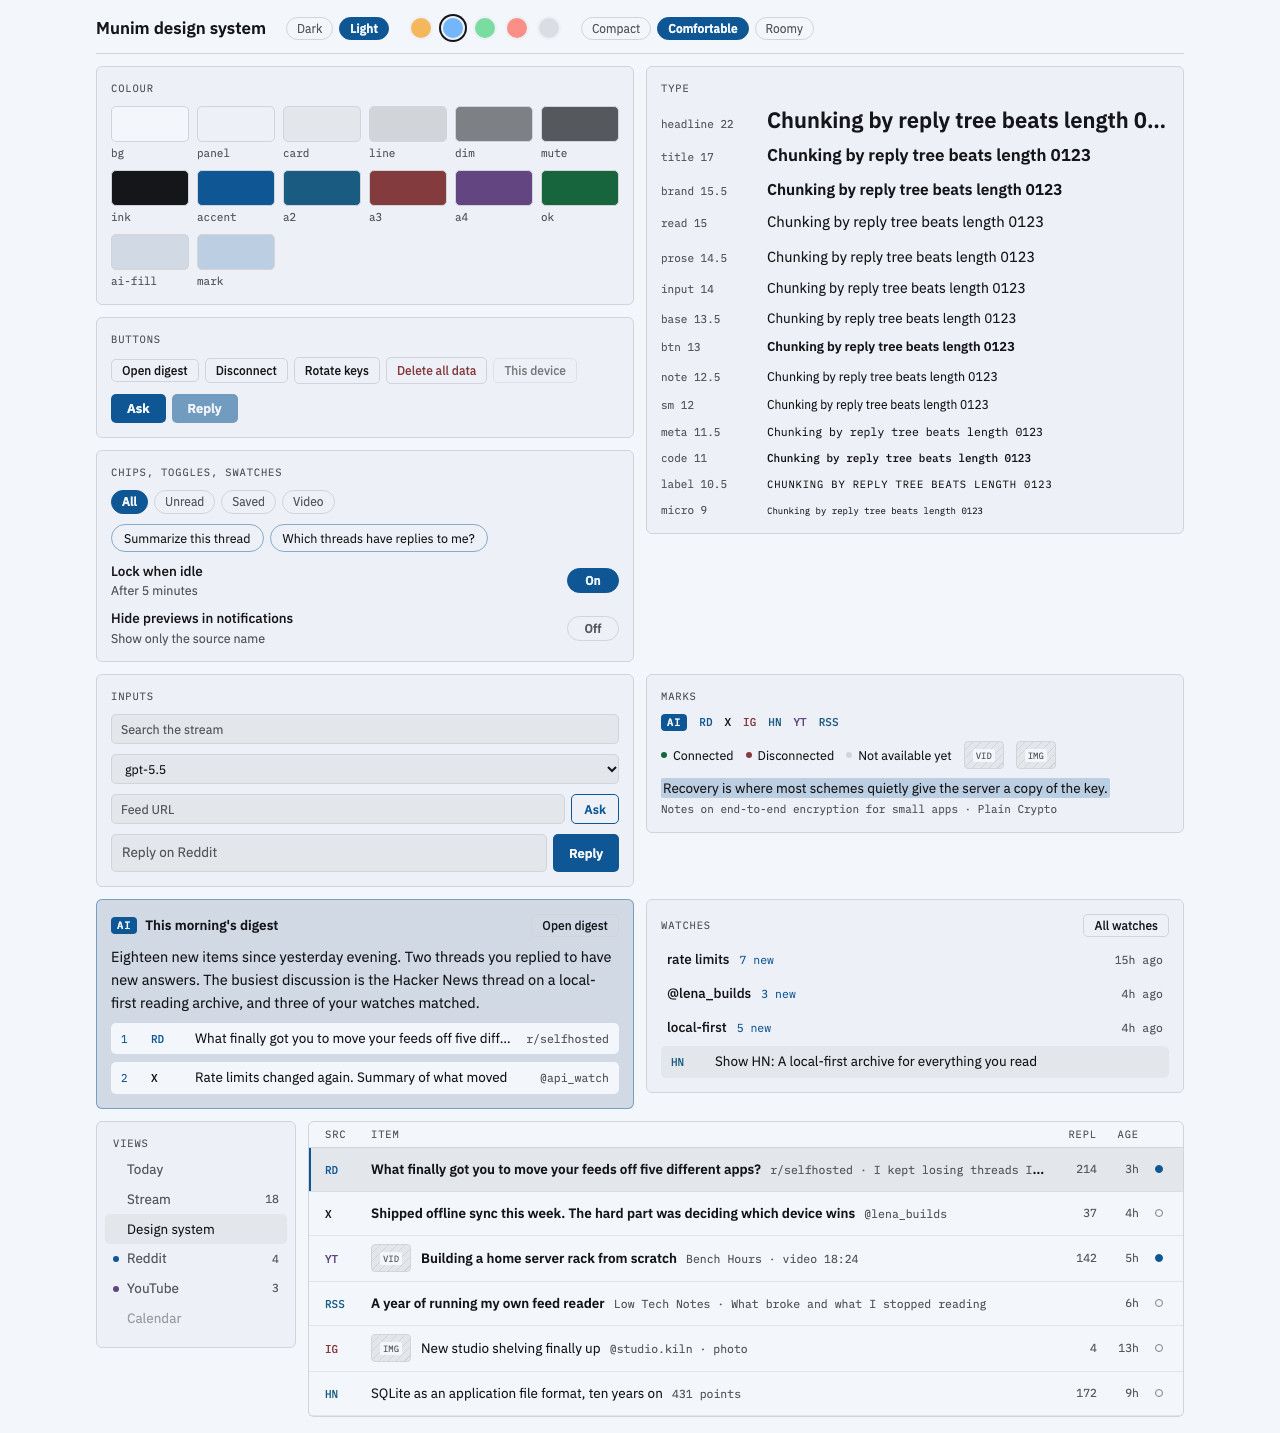 Munim design system
Dark
Light
Compact
Comfortable
Roomy
COLOUR
bg
panel
card
line
dim
mute
ink
accent
a2
a3
a4
ok
ai-fill
mark
TYPE
headline 22
Chunking by reply tree beats length 0...
title 17
Chunking by reply tree beats length 0123
brand 15.5
Chunking by reply tree beats length 0123
read 15
Chunking by reply tree beats length 0123
prose 14.5
Chunking by reply tree beats length 0123
input 14
Chunking by reply tree beats length 0123
base 13.5
Chunking by reply tree beats length 0123
btn 13
Chunking by reply tree beats length 0123
note 12.5
Chunking by reply tree beats length 0123
sm 12
Chunking by reply tree beats length 0123
meta 11.5
Chunking by reply tree beats length 0123
code 11
Chunking by reply tree beats length 0123
label 10.5
CHUNKING BY REPLY TREE BEATS LENGTH 0123
micro 9
Chunking by reply tree beats length 0123
BUTTONS
Open digest
Disconnect
Rotate keys
Delete all data
This device
Ask
Reply
CHIPS, TOGGLES, SWATCHES
All
Unread
Saved
Video
Summarize this thread
Which threads have replies to me?
Lock when idle
After 5 minutes
On
Hide previews in notifications
Show only the source name
Off
INPUTS
Search the stream
gpt-5.5
Feed URL
Ask
Reply on Reddit
Reply
MARKS
AI RD X IG HN YT RSS
Connected
Disconnected
Not available yet
VID
IMG
Recovery is where most schemes quietly give the server a copy of the key.
Notes on end-to-end encryption for small apps · Plain Crypto
AI This morning's digest
Open digest
Eighteen new items since yesterday evening. Two threads you replied to have
new answers. The busiest discussion is the Hacker News thread on a local-
first reading archive, and three of your watches matched.
1 RD What finally got you to move your feeds off five diff... r/selfhosted
2 X Rate limits changed again. Summary of what moved @api_watch
WATCHES
All watches
rate limits 7 new 15h ago
@lena_builds 3 new 4h ago
local-first 5 new 4h ago
HN Show HN: A local-first archive for everything you read
VIEWS
Today
Stream 18
Design system
Reddit 4
YouTube 3
Calendar
SRC ITEM REPL AGE
RD What finally got you to move your feeds off five different apps? r/selfhosted · I kept losing threads I... 214 3h
X Shipped offline sync this week. The hard part was deciding which device wins @lena_builds 37 4h
YT VID Building a home server rack from scratch Bench Hours · video 18:24 142 5h
RSS A year of running my own feed reader Low Tech Notes · What broke and what I stopped reading 6h
IG IMG New studio shelving finally up @studio.kiln · photo 4 13h
HN SQLite as an application file format, ten years on 431 points 172 9h